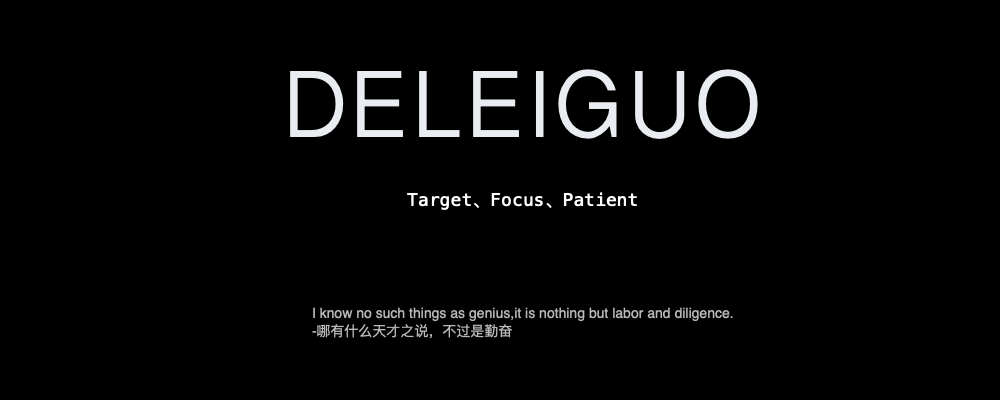 DELEIGUO
Target、Focus、Patient
I know no such things as genius,it is nothing but labor and diligence.
-哪有什么天才之说，不过是勤奋